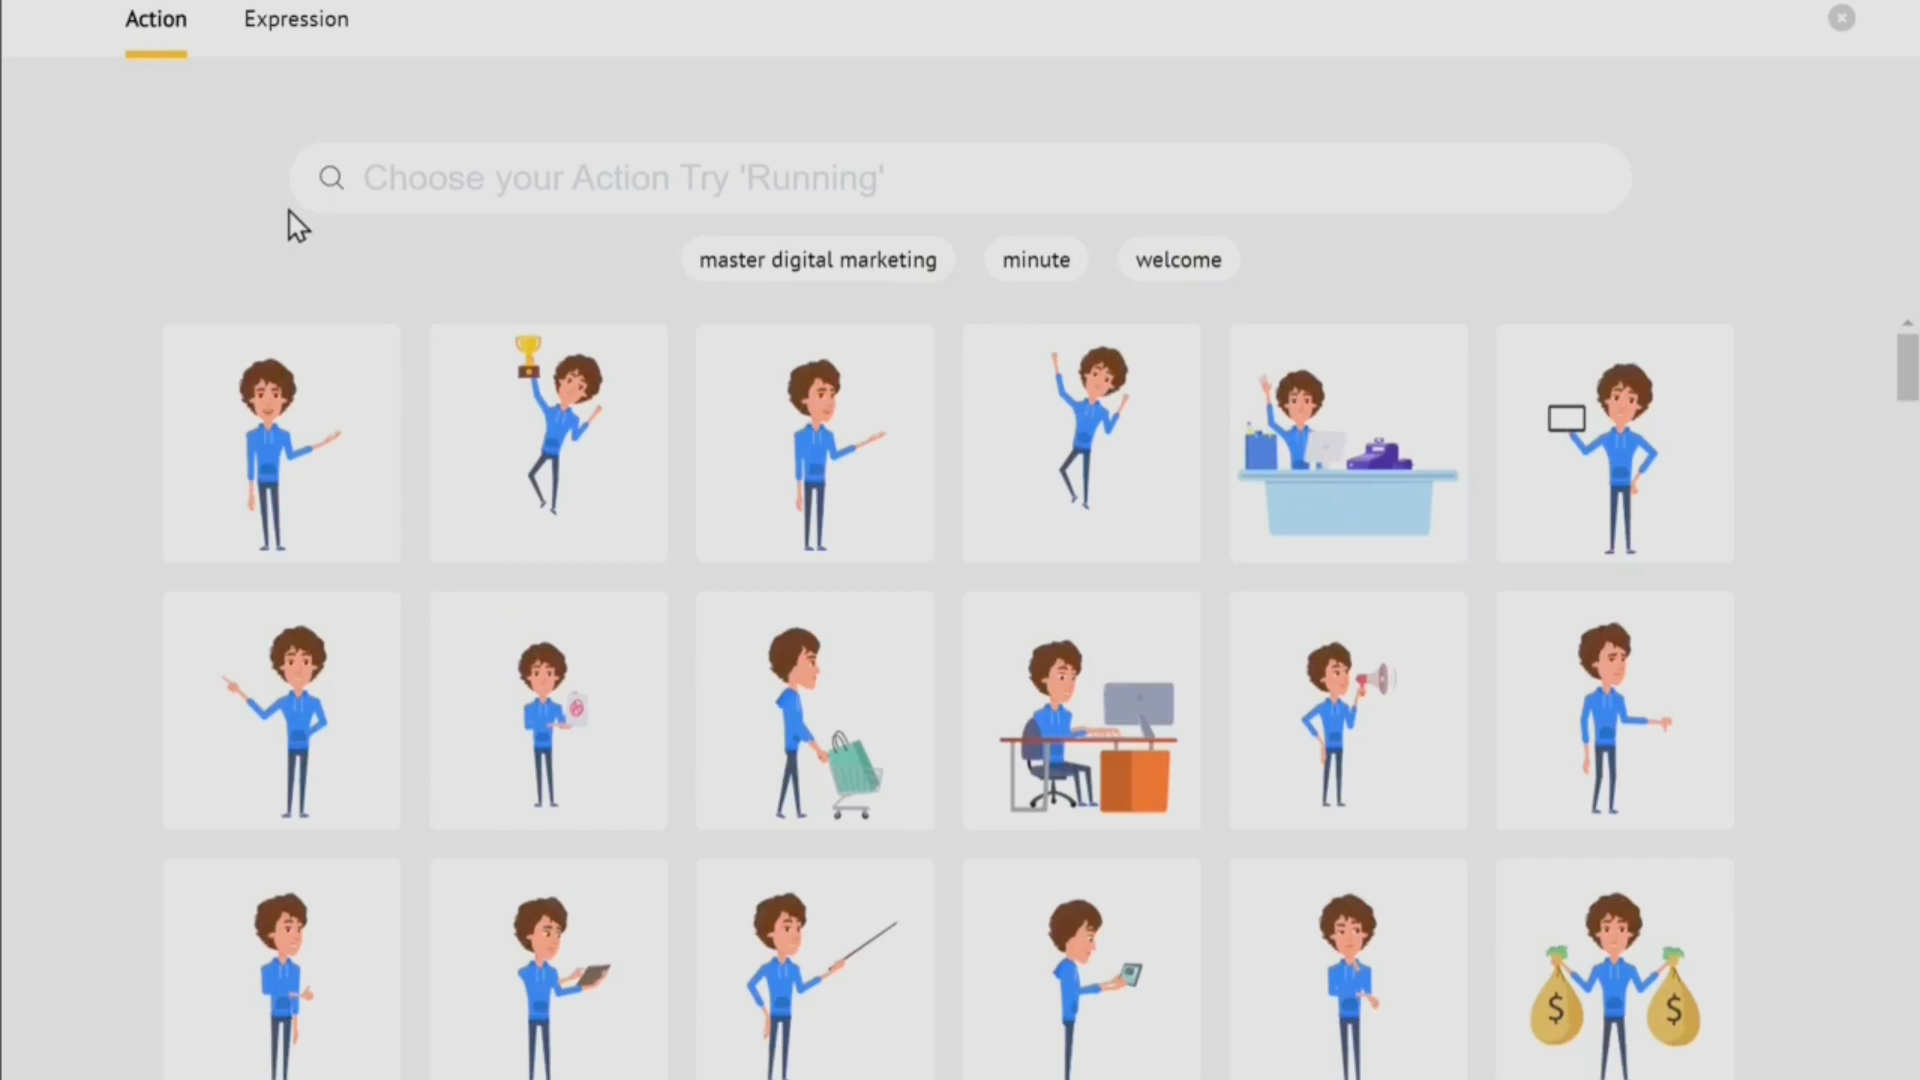 Action Expression
Choose your Action Try 'Running'
master digital marketing minute welcome
$ $